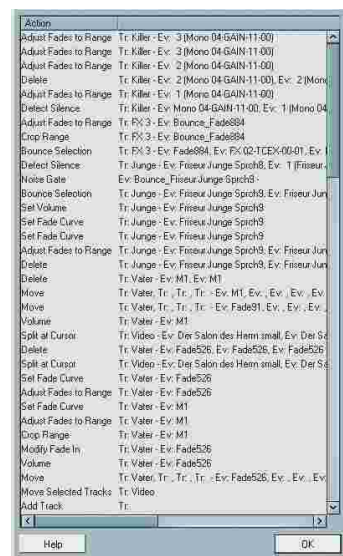 Action
Adjust Fades to Range Tr: Killer - Ev: 3 (Mono 04-GAIN-11-00)
Adjust Fades to Range Tr: Killer - Ev: 3 (Mono 04-GAIN-11-00)
Adjust Fades to Range Tr: Killer - Ev: 2 (Mono 04-GAIN-11-00)
Delete Tr: Killer - Ev: 2 (Mono 04-GAIN-11-00), Ev: 2 (Mono
Adjust Fades to Range Tr: Killer - Ev: 1 (Mono 04-GAIN-11-00)
Detect Silence Tr: Killer - Ev: Mono 04-GAIN-11-00, Ev: 1 (Mono 04
Adjust Fades to Range Tr: FX 3 - Ev: Bounce_Fade884
Crop Range Tr: FX 3 - Ev: Bounce_Fade884
Bounce Selection Tr: FX 3 - Ev: Fade884, Ev: FX 02-TCEX-00-01, Ev:
Detect Silence Tr: Junge - Ev: Friseur Junge Sprch8, Ev: 1 (Friseur
Noise Gate Ev: Bounce_Friseur Junge Sprch9 -
Bounce Selection Tr: Junge - Ev: Friseur Junge Sprch9, Ev: Friseur Jun
Set Volume Tr: Junge - Ev: Friseur Junge Sprch9
Set Fade Curve Tr: Junge - Ev: Friseur Junge Sprch9
Set Fade Curve Tr: Junge - Ev: Friseur Junge Sprch9
Adjust Fades to Range Tr: Junge - Ev: Friseur Junge Sprch9, Ev: Friseur Jun
Delete Tr: Junge - Ev: Friseur Junge Sprch9, Ev: Friseur Jun
Delete Tr: Vater - Ev: M1, Ev: M1
Move Tr: Vater, Tr: , Tr: , Tr: - Ev: M1, Ev: , Ev: , Ev: , Ev:
Move Tr: Vater, Tr: , Tr: , Tr: - Ev: Fade91, Ev: , Ev: , Ev: ,
Volume Tr: Vater - Ev: M1
Split at Cursor Tr: Video - Ev: Der Salon des Herrn small, Ev: Der Sa
Delete Tr: Vater - Ev: Fade526, Ev: Fade526, Ev: Fade526
Split at Cursor Tr: Video - Ev: Der Salon des Herrn small, Ev: Der Sa
Set Fade Curve Tr: Vater - Ev: Fade526
Adjust Fades to Range Tr: Vater - Ev: Fade526
Set Fade Curve Tr: Vater - Ev: M1
Adjust Fades to Range Tr: Vater - Ev: M1
Crop Range Tr: Vater - Ev: M1
Modify Fade In Tr: Vater - Ev: Fade526
Volume Tr: Vater - Ev: Fade526
Move Tr: Vater, Tr: , Tr: , Tr: - Ev: Fade526, Ev: , Ev: , Ev:
Move Selected Tracks Tr: Video
Add Track Tr:
Help OK